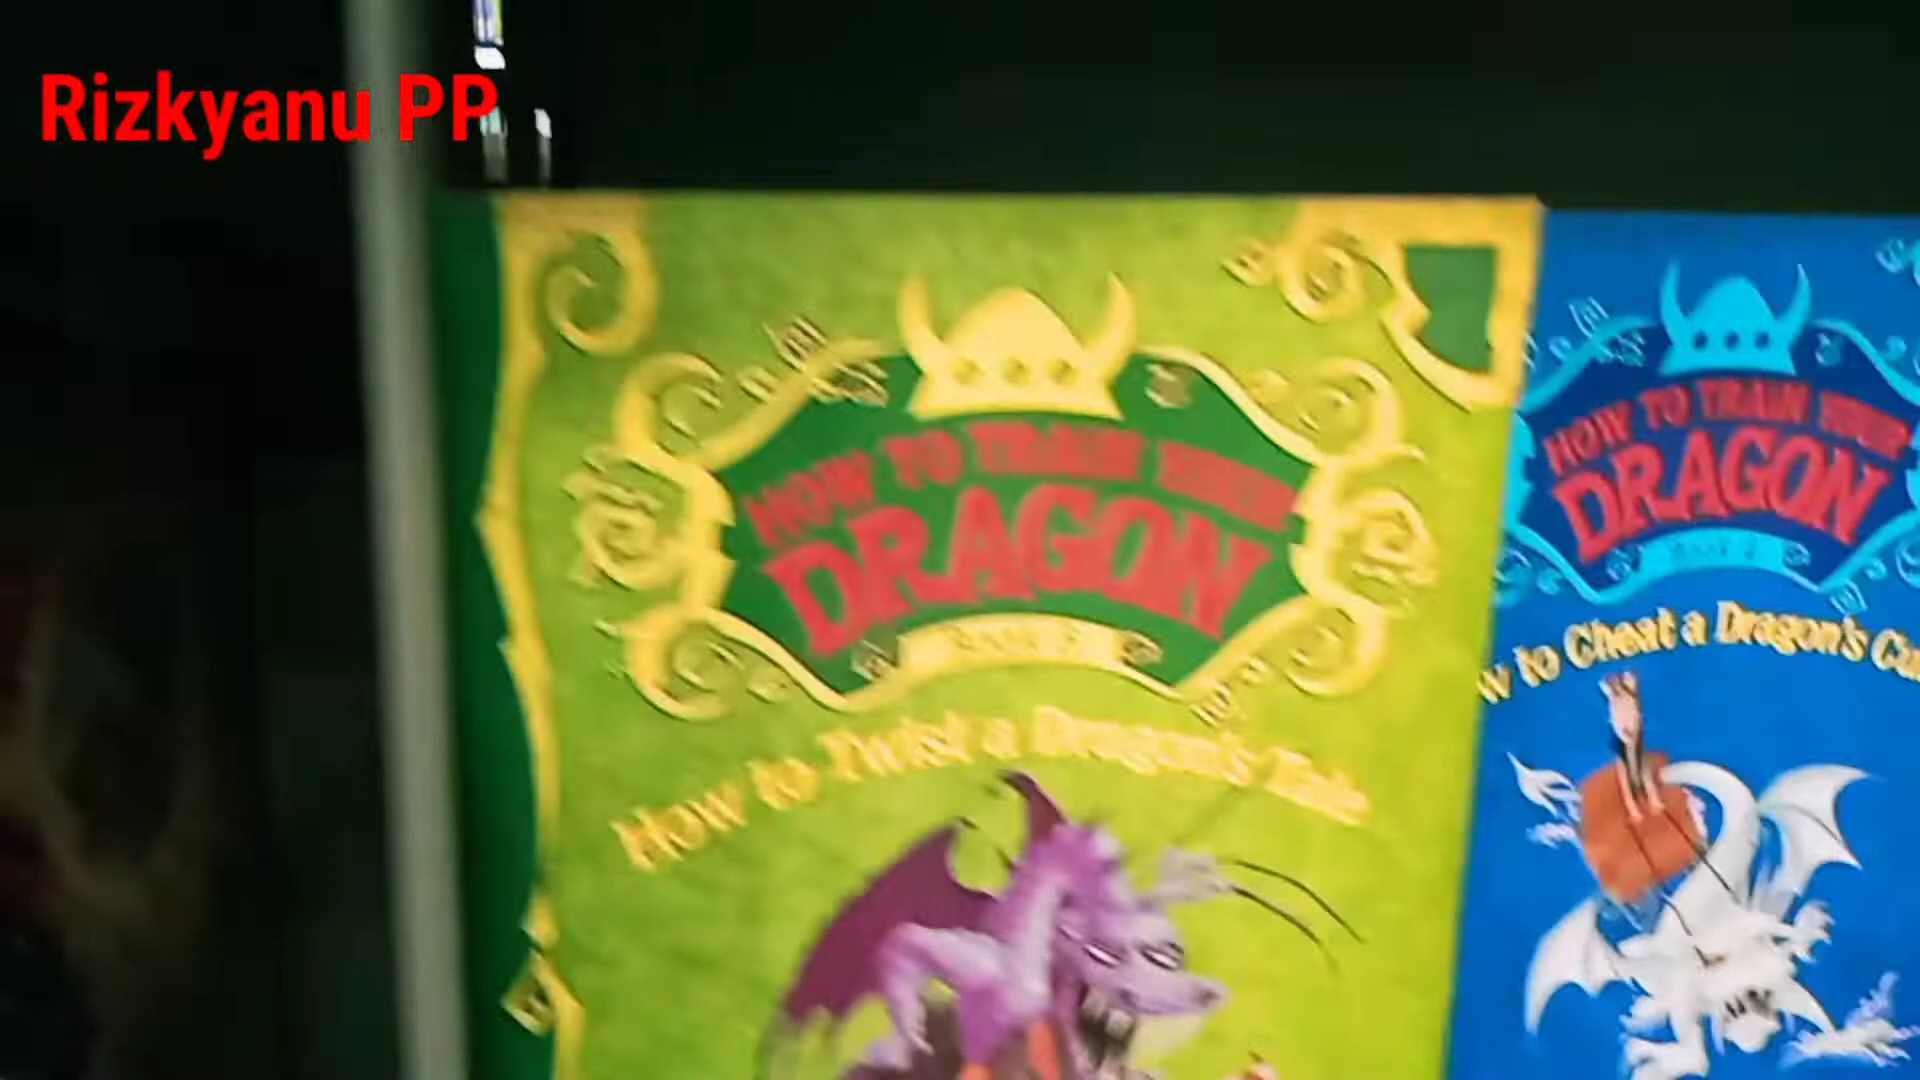 Rizkyanu PP
HOW TO TRAIN YOUR
DRAGON
How to Twist a Dragon's Tale
HOW TO TRAIN YOUR
DRAGON
w to Cheat a Dragon's Cu